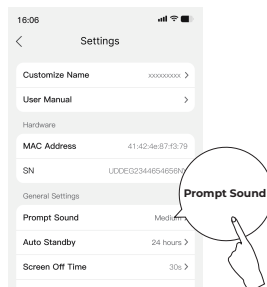 16:06
Settings
Customize Name xxxxxxxxx
User Manual
Hardware
MAC Address 41:42:4e:87:f3:79
SN UDDEG2344654656N
General Settings
Prompt Sound
Prompt Sound Medium
Auto Standby 24 hours
Screen Off Time 30s